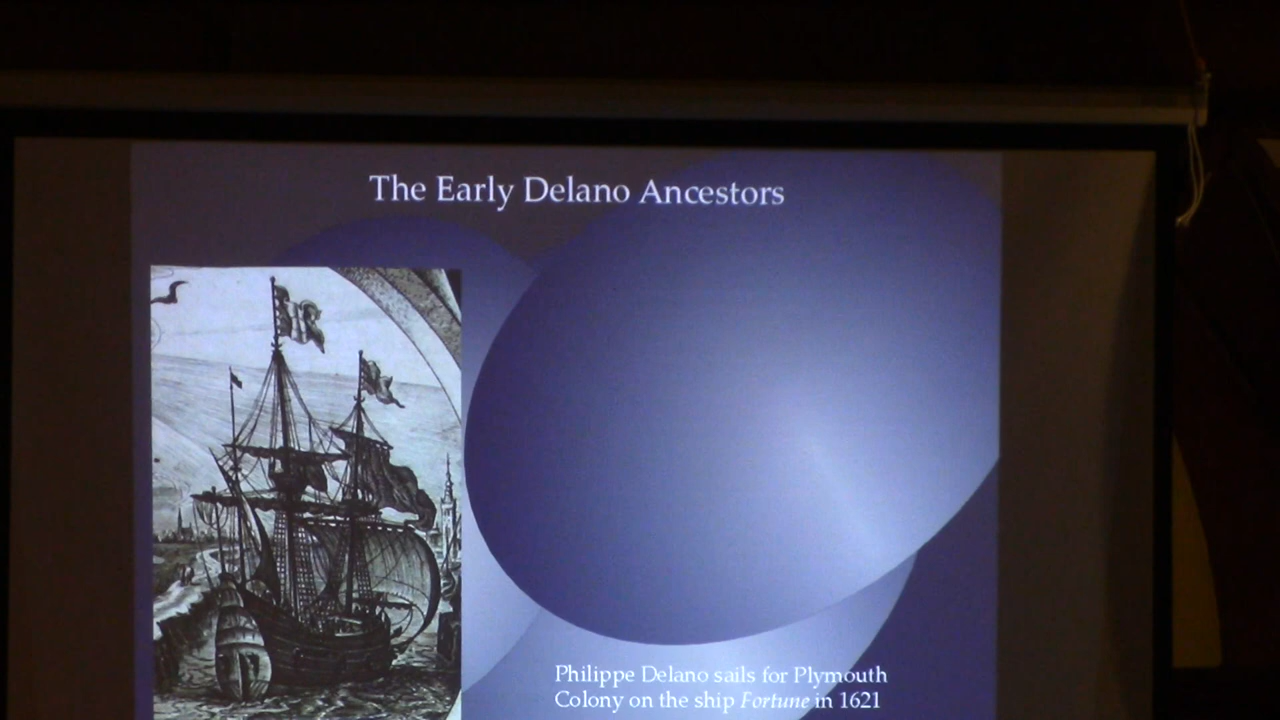 The Early Delano Ancestors
Philippe Delano sails for Plymouth
Colony on the ship Fortune in 1621